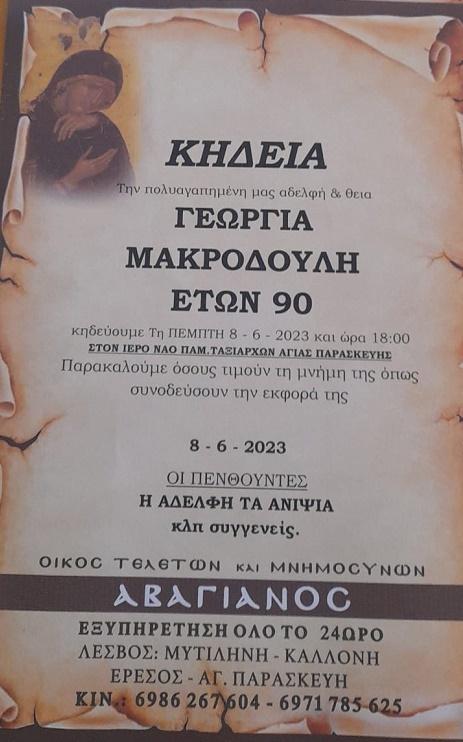 ΚΗΔΕΙΑ
Την πολυαγαπημένη μας αδελφή & θεια
ΓΕΩΡΓΙΑ
ΜΑΚΡΟΔΟΥΛΗ
ΕΤΩΝ 90
κηδεύουμε Τη ΠΕΜΠΤΗ 8 - 6 - 2023 και ώρα 18:00
ΣΤΟΝ ΙΕΡΟ ΝΑΟ ΠΑΜ.ΤΑΞΙΑΡΧΩΝ ΑΓΙΑΣ ΠΑΡΑΣΚΕΥΗΣ
Παρακαλούμε όσους τιμούν τη μνήμη της όπως
συνοδεύσουν την εκφορά της
8 - 6 - 2023
ΟΙ ΠΕΝΘΟΥΝΤΕΣ
Η ΑΔΕΛΦΗ ΤΑ ΑΝΙΨΙΑ
κλπ συγγενείς.
ΟΙΚΟΣ ΤΕΛΕΤΩΝ ΚΑΙ ΜΝΗΜΟΣΥΝΩΝ
ΑΒΑΓΙΑΝΟΣ
ΕΞΥΠΗΡΕΤΗΣΗ ΟΛΟ ΤΟ 24ΩΡΟ
ΛΕΣΒΟΣ: ΜΥΤΙΛΗΝΗ - ΚΑΛΛΟΝΗ
ΕΡΕΣΟΣ - ΑΓ. ΠΑΡΑΣΚΕΥΗ
ΚΙΝ.: 6986 267 604 - 6971 785 625